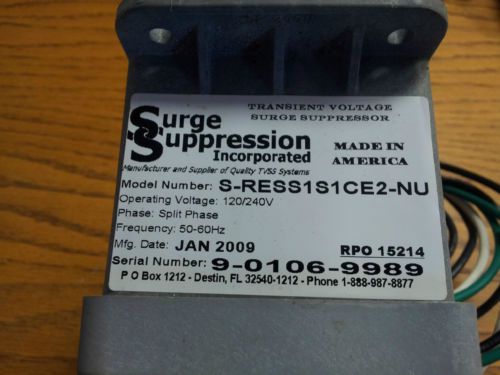 TRANSIENT VOLTAGE
SURGE SUPPRESSOR
Surge
Suppression
Incorporated
MADE IN
AMERICA
Manufacturer and Supplier of Quality TVSS Systems
Model Number: S-RESS1S1CE2-NU
Operating Voltage: 120/240V
Phase: Split Phase
Frequency: 50-60Hz
Mfg. Date: JAN 2009
RPO 15214
Serial Number: 9-0106-9989
P O Box 1212 - Destin, FL 32540-1212 - Phone 1-888-987-8877